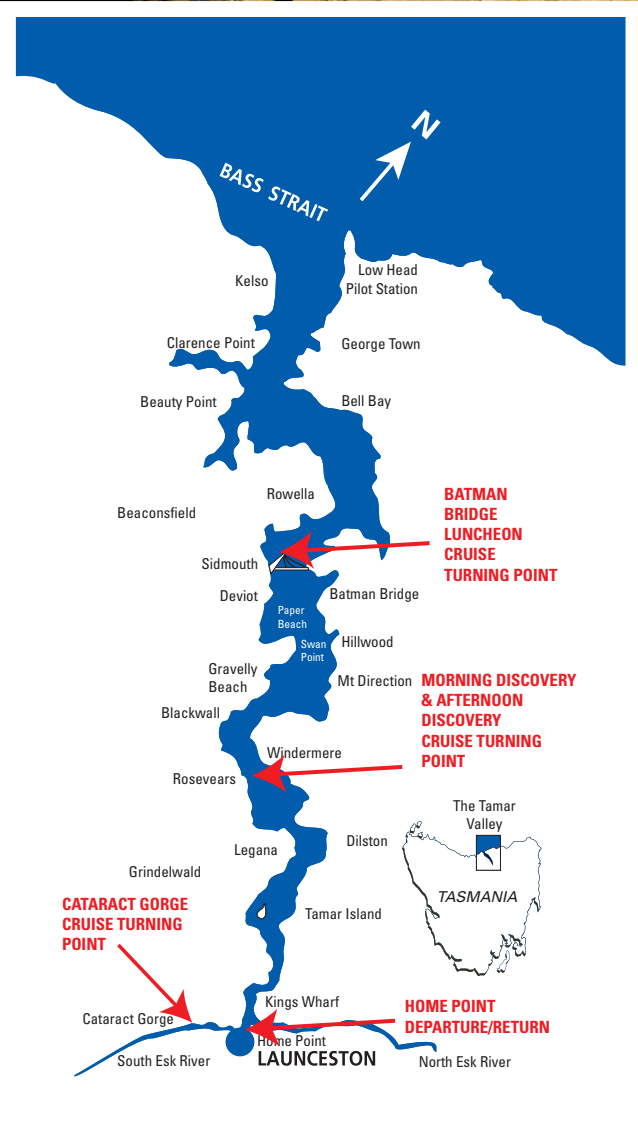 N
BASS STRAIT
Low Head
Pilot Station
Kelso
Clarence Point
George Town
Beauty Point
Bell Bay
Rowella
BATMAN
BRIDGE
LUNCHEON
CRUISE
TURNING POINT
Beaconsfield
Sidmouth
Deviot
Batman Bridge
Paper
Beach
Swan
Point
Hillwood
Gravelly
Beach
Mt Direction
MORNING DISCOVERY
& AFTERNOON
DISCOVERY
CRUISE TURNING
POINT
Blackwall
Windermere
Rosevears
The Tamar
Valley
TASMANIA
Dilston
Legana
Grindelwald
CATARACT GORGE
CRUISE TURNING
POINT
Tamar Island
Kings Wharf
HOME POINT
DEPARTURE/RETURN
Cataract Gorge
Home Point
LAUNCESTON
South Esk River
North Esk River